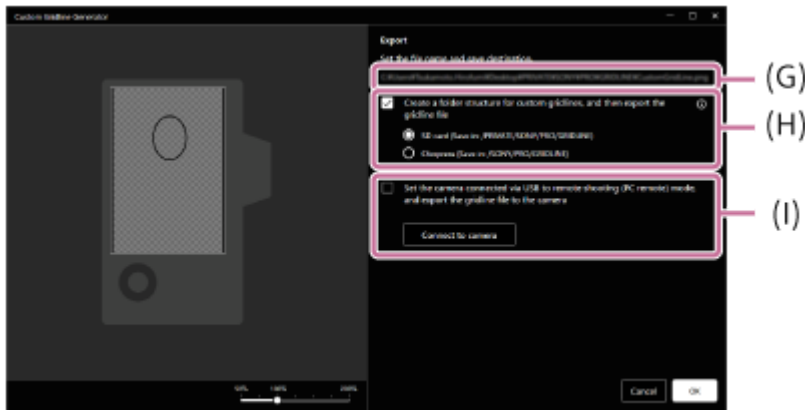 Custom Gridline Generator
Export
Set the file name and save destination.
(G)
Create a folder structure for custom gridlines, and then export the
gridline file
(H)
SD card (Save in: /PRIVATE/SONY/PRO/GRIDLINE)
(Save in: /SONY/PRO/GRIDLINE)
Set the camera connected via USB to remote shooting (PC remote) mode,
and export the gridline file to the camera
(I)
Connect to camera
50% 100% 200%
Cancel OK